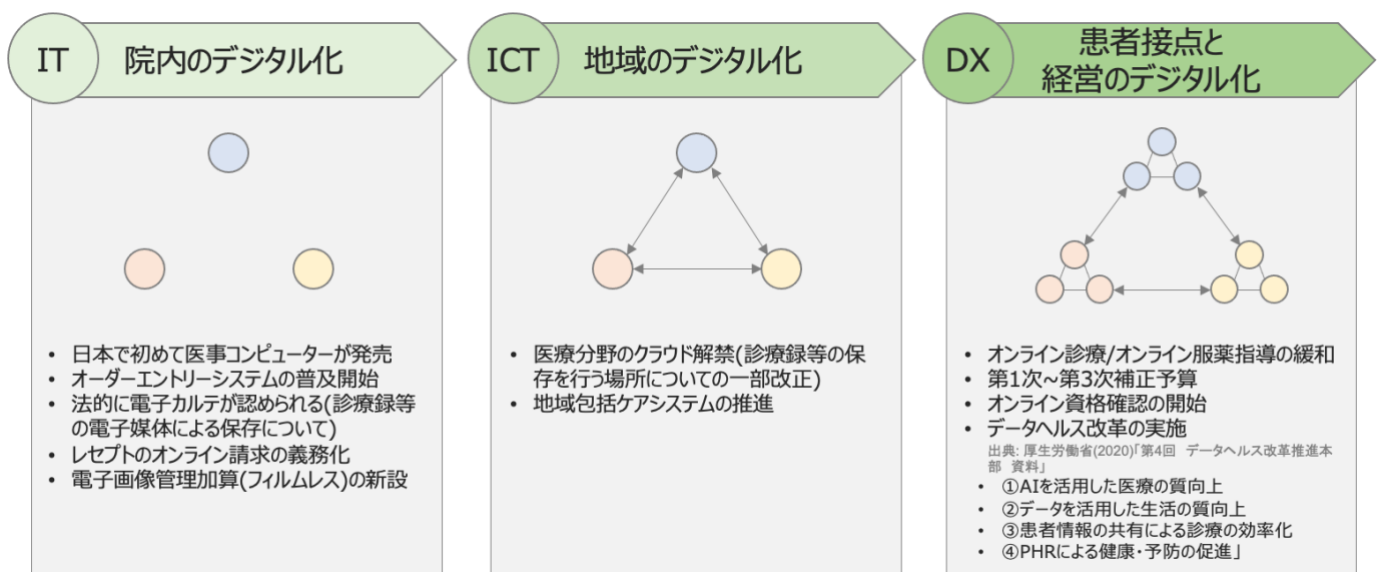 IT
院内のデジタル化
• 日本で初めて医事コンピューターが発売
• オーダーエントリーシステムの普及開始
• 法的に電子カルテが認められる(診療録等
の電子媒体による保存について)
• レセプトのオンライン請求の義務化
• 電子画像管理加算(フィルムレス)の新設
ICT
地域のデジタル化
• 医療分野のクラウド解禁(診療録等の保
存を行う場所についての一部改正)
• 地域包括ケアシステムの推進
DX
患者接点と
経営のデジタル化
• オンライン診療/オンライン服薬指導の緩和
• 第1次~第3次補正予算
• オンライン資格確認の開始
• データヘルス改革の実施
出典: 厚生労働省(2020)「第4回 データヘルス改革推進本
部 資料」
• ①AIを活用した医療の質向上
• ②データを活用した生活の質向上
• ③患者情報の共有による診療の効率化
• ④PHRによる健康・予防の促進」